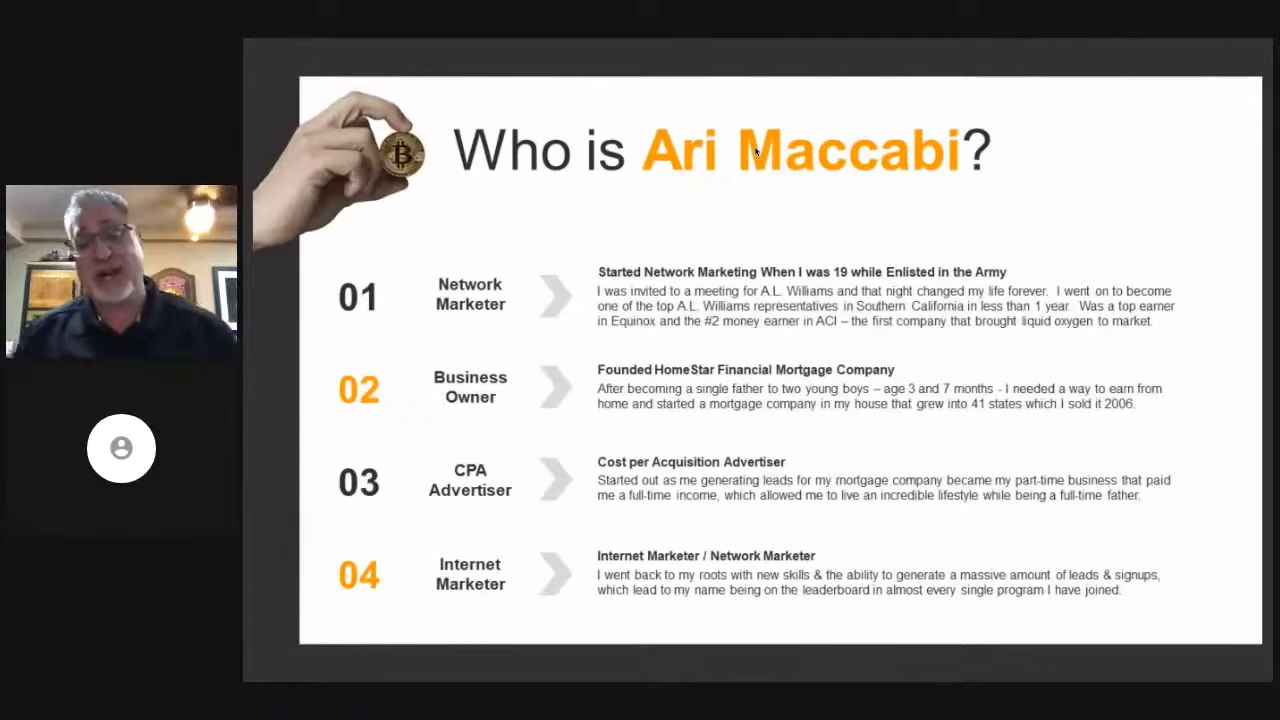 Who is Ari Maccabi?
01
Network
Marketer
Started Network Marketing When I was 19 while Enlisted in the Army
I was invited to a meeting for A.L. Williams and that night changed my life forever. I went on to become
one of the top A.L. Williams representatives in Southern California in less than 1 year. Was a top earner
in Equinox and the #2 money earner in ACI – the first company that brought liquid oxygen to market.
02
Business
Owner
Founded HomeStar Financial Mortgage Company
After becoming a single father to two young boys – age 3 and 7 months - I needed a way to earn from
home and started a mortgage company in my house that grew into 41 states which I sold it 2006.
03
CPA
Advertiser
Cost per Acquisition Advertiser
Started out as me generating leads for my mortgage company became my part-time business that paid
me a full-time income, which allowed me to live an incredible lifestyle while being a full-time father.
04
Internet
Marketer
Internet Marketer / Network Marketer
I went back to my roots with new skills & the ability to generate a massive amount of leads & signups,
which lead to my name being on the leaderboard in almost every single program I have joined.